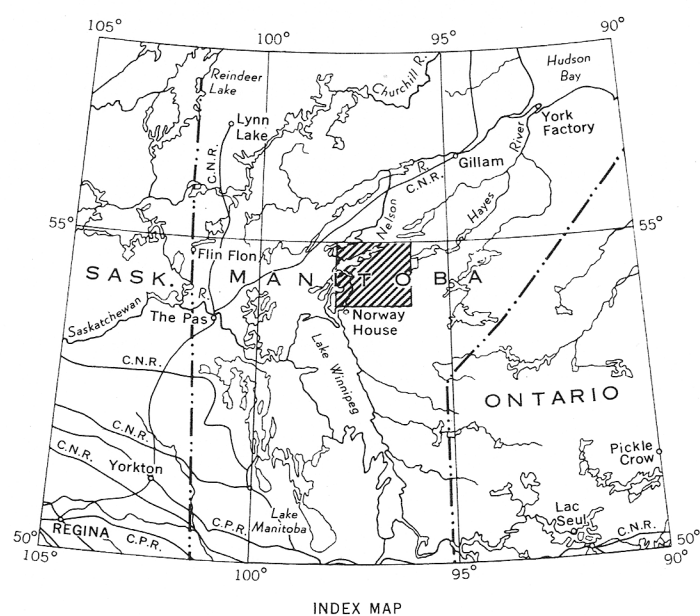 105°
100°
95°
90°
Reindeer
Lake
Churchill R.
Hudson
Bay
Lynn
Lake
York
Factory
C.N.R.
River
R.
Gillam
C.N.R.
Nelson
Hayes
55°
55°
Flin Flon
SASK.
MANITOBA
R.
Saskatchewan
The Pas
Norway
House
Lake Winnipeg
C.N.R.
ONTARIO
C.N.R.
C.N.R.
Pickle
Crow
Yorkton
Lake
Manitoba
Lac
Seul
REGINA
C.P.R.
C.P.R.
C.N.R.
50°
50°
105°
100°
95°
90°
INDEX MAP